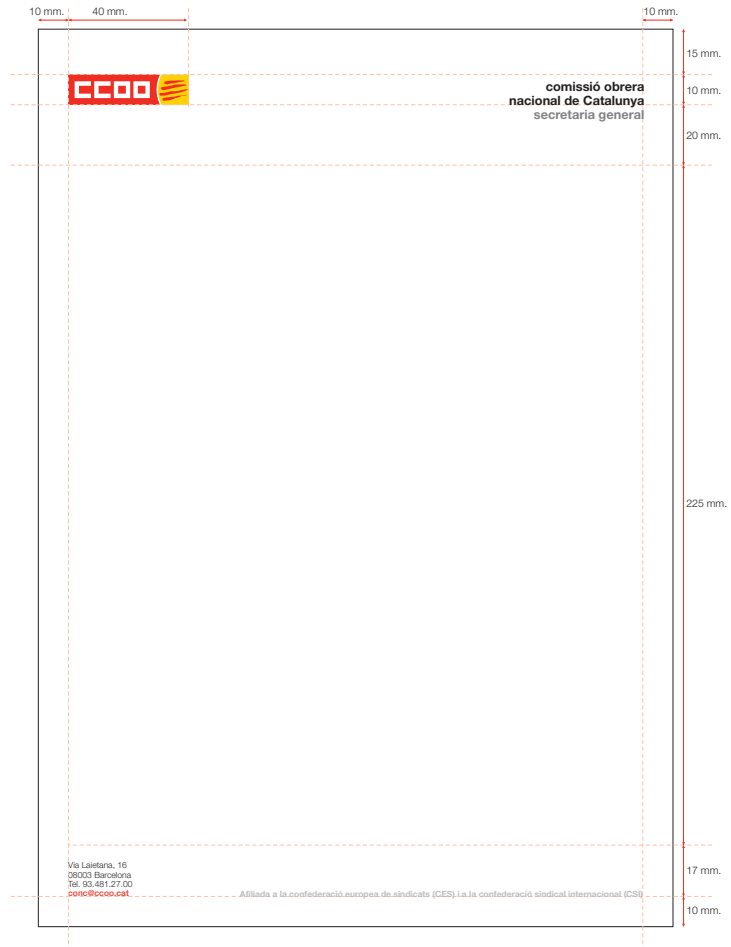 10 mm.
40 mm.
10 mm.
15 mm.
CCOO
comissió obrera
10 mm.
nacional de Catalunya
secretaria general
20 mm.
225 mm.
Via Laietana, 16
17 mm.
08003 Barcelona
Tel. 93.481.27.00
conc@ccoo.cat
Afiliada a la confederació europea de sindicats (CES) i a la confederació sindical internacional (CSI)
10 mm.